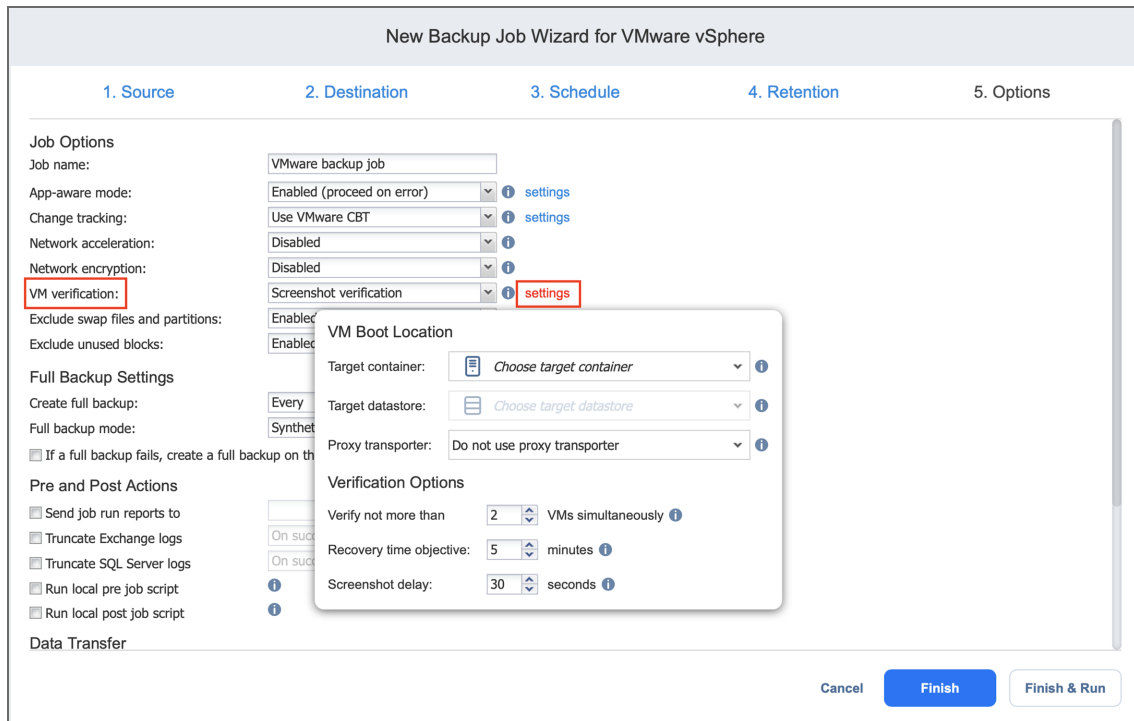 New Backup Job Wizard for VMware vSphere
1. Source 2. Destination 3. Schedule 4. Retention 5. Options
Job Options
Job name: VMware backup job
App-aware mode: Enabled (proceed on error) settings
Change tracking: Use VMware CBT settings
Network acceleration: Disabled
Network encryption: Disabled
VM verification: Screenshot verification settings
Exclude swap files and partitions: Enabled
Exclude unused blocks: Enabled
VM Boot Location
Target container: Choose target container
Target datastore: Choose target datastore
Proxy transporter: Do not use proxy transporter
Verification Options
Verify not more than 2 VMs simultaneously
Recovery time objective: 5 minutes
Screenshot delay: 30 seconds
Full Backup Settings
Create full backup: Every
Full backup mode: Synthet
If a full backup fails, create a full backup on th
Pre and Post Actions
Send job run reports to
Truncate Exchange logs On succ
Truncate SQL Server logs On succ
Run local pre job script
Run local post job script
Data Transfer
Cancel Finish Finish & Run